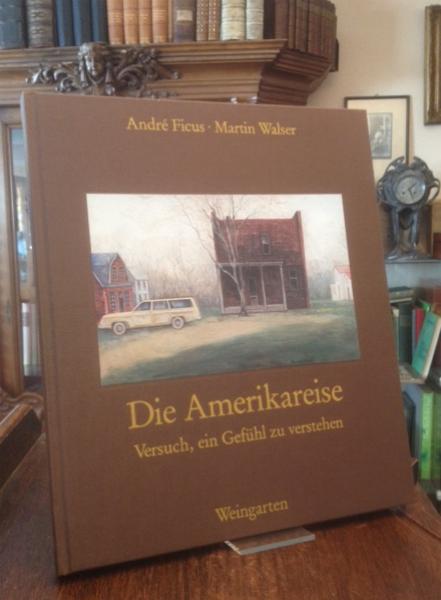 André Ficus · Martin Walser
Die Amerikareise
Versuch, ein Gefühl zu verstehen
Weingarten